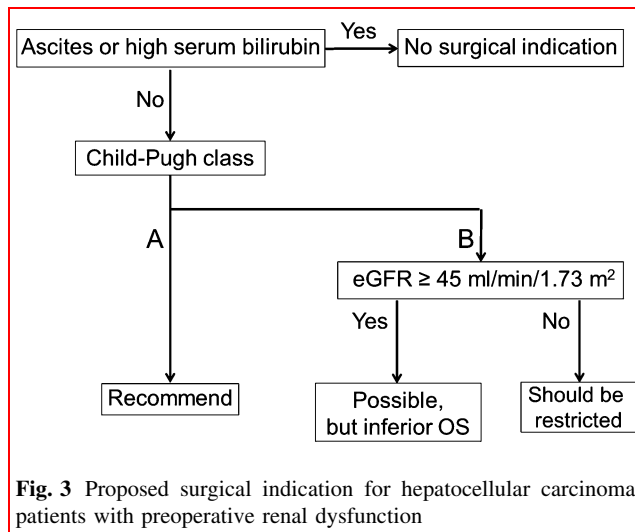 Ascites or high serum bilirubin
Yes
No surgical indication
No
Child-Pugh class
A
B
eGFR ≥ 45 ml/min/1.73 m²
Yes
No
Recommend
Possible,
but inferior OS
Should be
restricted
Fig. 3 Proposed surgical indication for hepatocellular carcinoma
patients with preoperative renal dysfunction